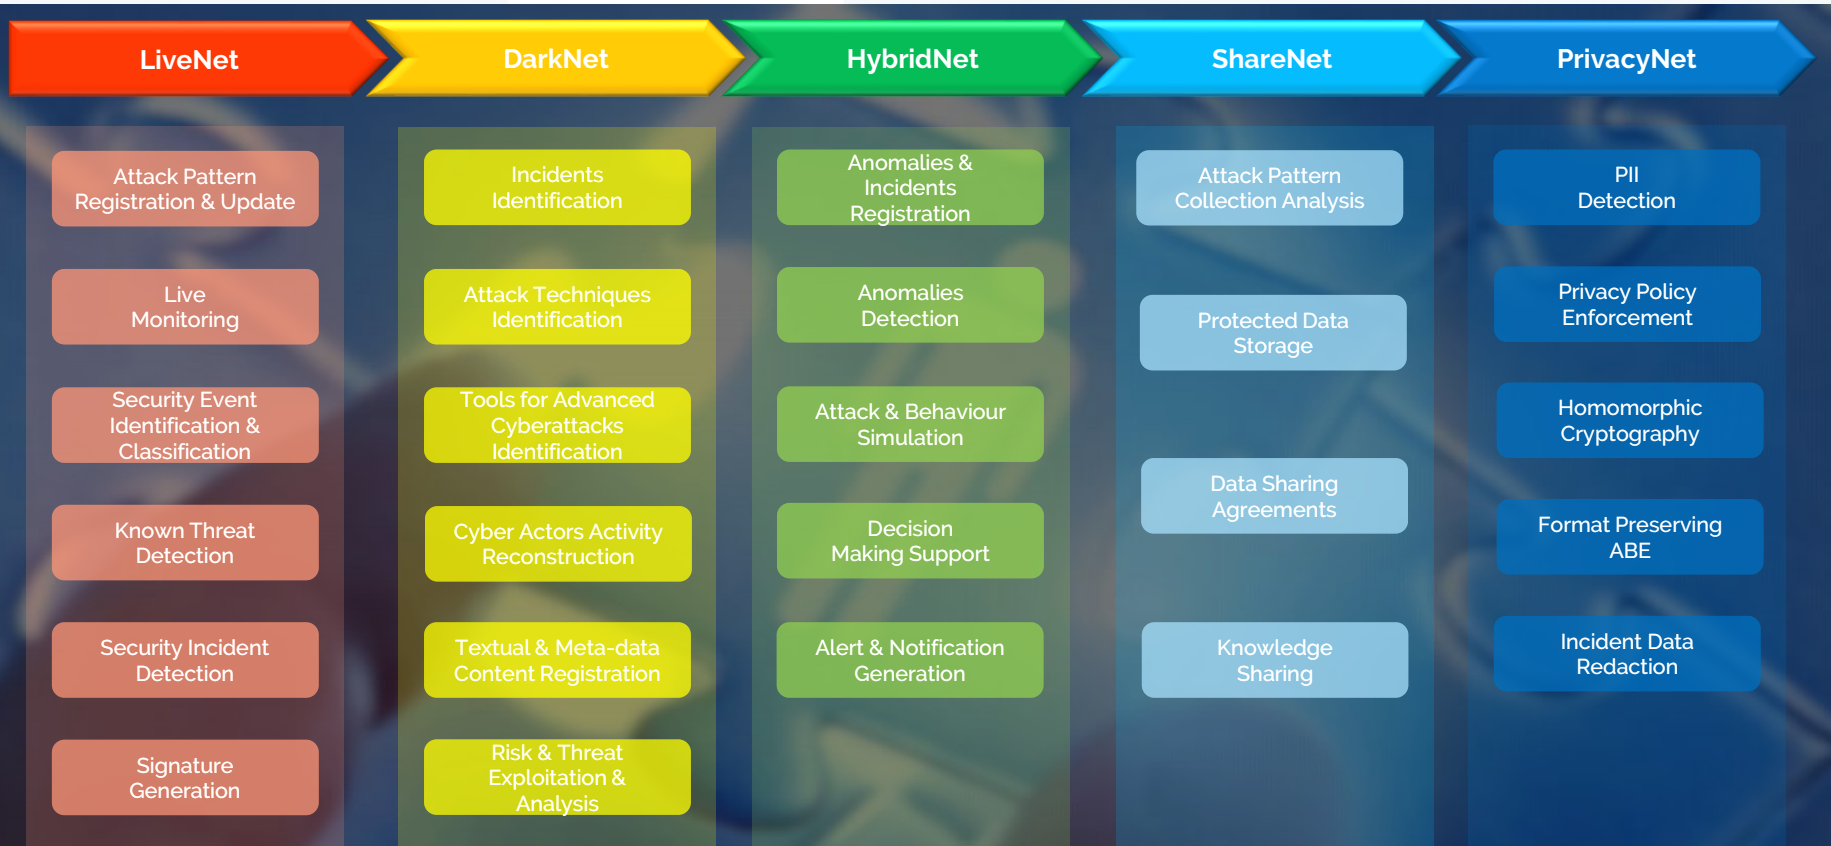 LiveNet
DarkNet
HybridNet
ShareNet
PrivacyNet
Attack Pattern
Registration & Update
Live
Monitoring
Security Event
Identification &
Classification
Known Threat
Detection
Security Incident
Detection
Signature
Generation
Incidents
Identification
Attack Techniques
Identification
Tools for Advanced
Cyberattacks
Identification
Cyber Actors Activity
Reconstruction
Textual & Meta-data
Content Registration
Risk & Threat
Exploitation &
Analysis
Anomalies &
Incidents
Registration
Anomalies
Detection
Attack & Behaviour
Simulation
Decision
Making Support
Alert & Notification
Generation
Attack Pattern
Collection Analysis
Protected Data
Storage
Data Sharing
Agreements
Knowledge
Sharing
PII
Detection
Privacy Policy
Enforcement
Homomorphic
Cryptography
Format Preserving
ABE
Incident Data
Redaction